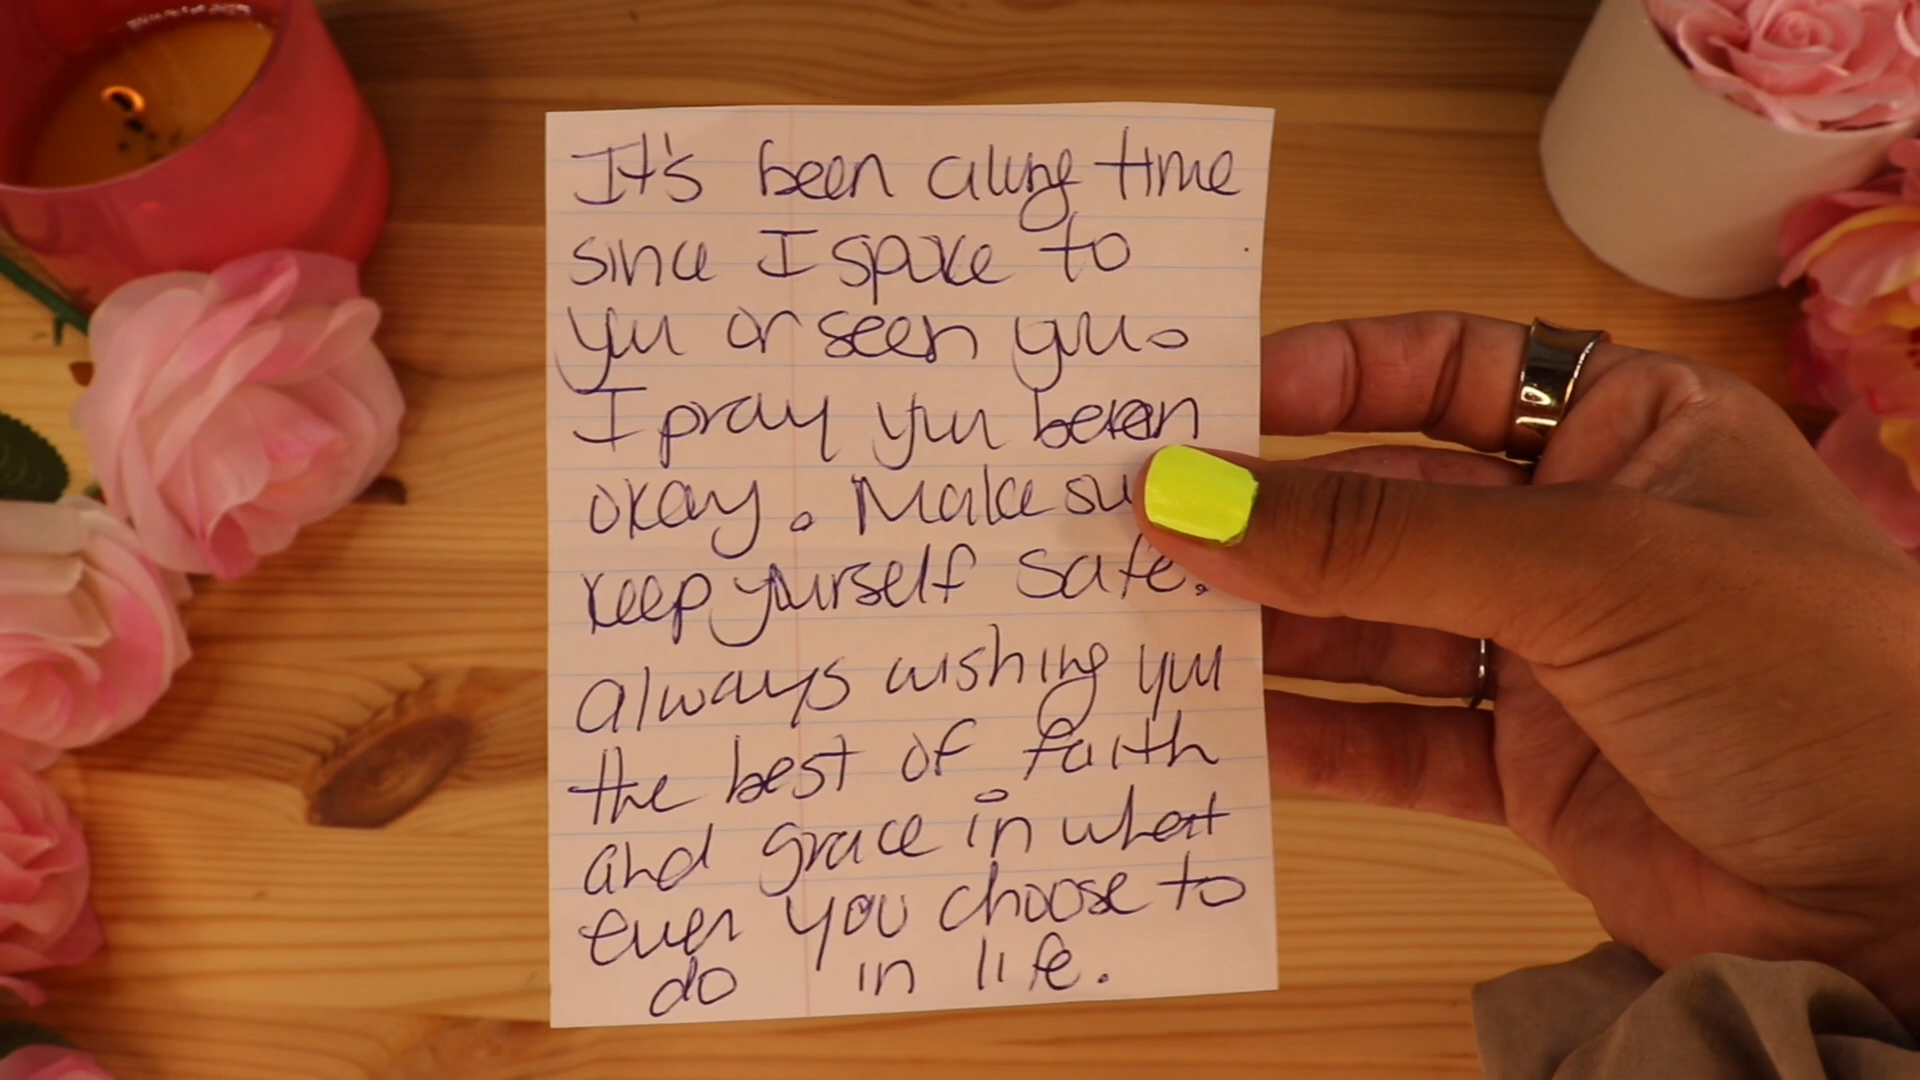 It's been along time
since I spoke to
you or seen you.
I pray you been
okay. Make su
keep yourself safe.
always wishing you
the best of faith
and grace in what
ever you choose to
do in life.